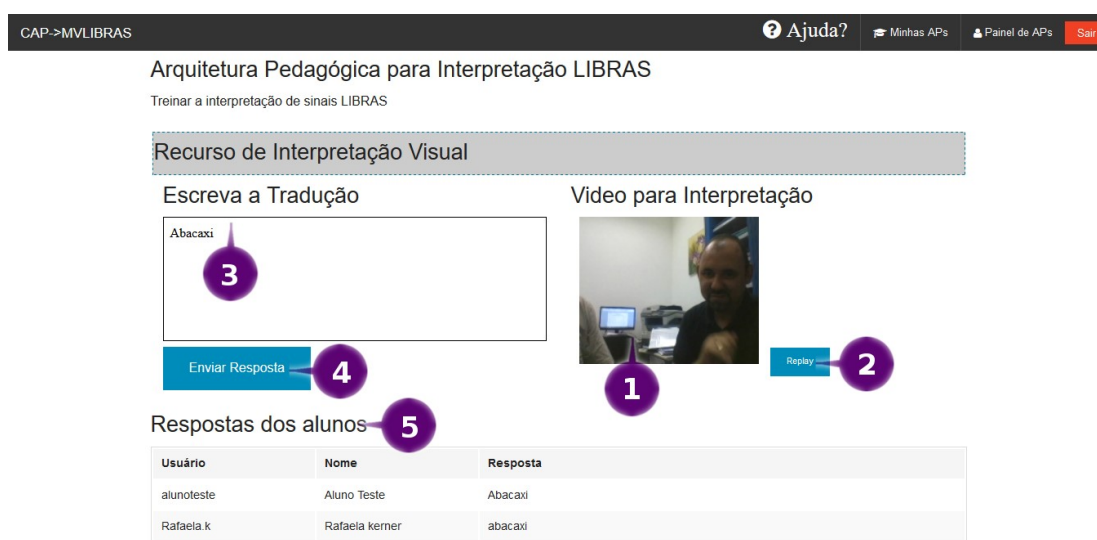 CAP->MVLIBRAS
? Ajuda?
Minhas APs
Painel de APs
Sair
Arquitetura Pedagógica para Interpretação LIBRAS
Treinar a interpretação de sinais LIBRAS
Recurso de Interpretação Visual
Escreva a Tradução
Video para Interpretação
Abacaxi
3
Enviar Resposta
4
1
Replay
2
Respostas dos alunos
5
Usuário Nome Resposta
alunoteste Aluno Teste Abacaxi
Rafaela.k Rafaela kerner abacaxi